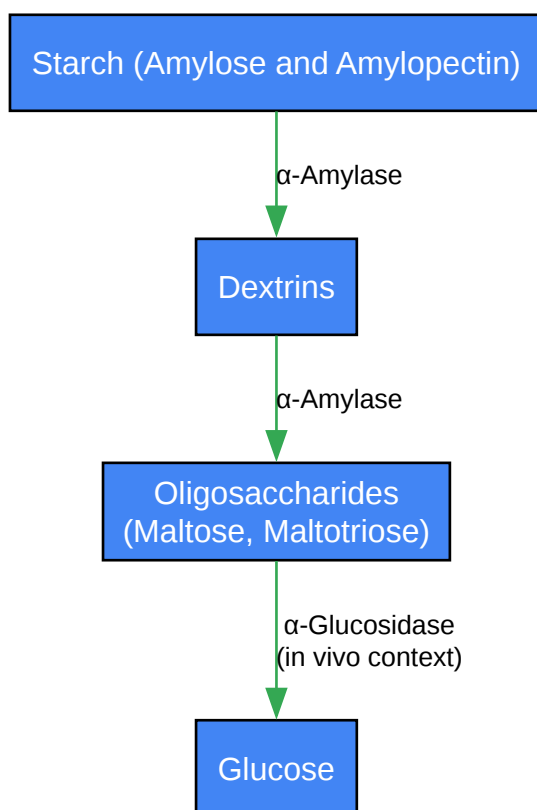 Starch (Amylose and Amylopectin)
α-Amylase
Dextrins
α-Amylase
Oligosaccharides
(Maltose, Maltotriose)
α-Glucosidase
(in vivo context)
Glucose